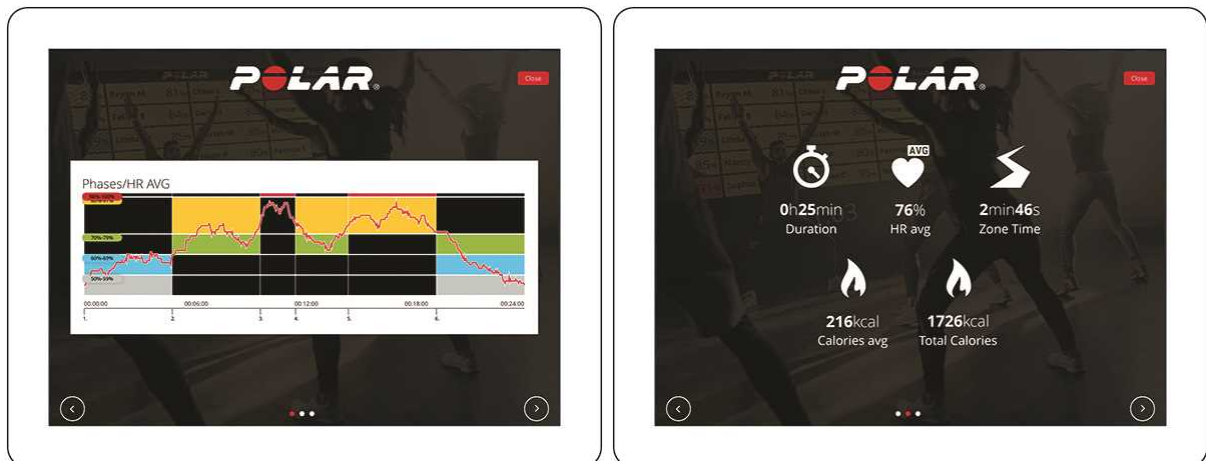 POLAR®
Close
Phases/HR AVG
70%-79%
60%-69%
50%-59%
00:00:00 00:06:00 00:12:00 00:18:00 00:24:00
1. 2. 3. 4. 5. 6.
POLAR®
Close
AVG
0h25min 76% 2min46s
Duration HR avg Zone Time
216kcal 1726kcal
Calories avg Total Calories